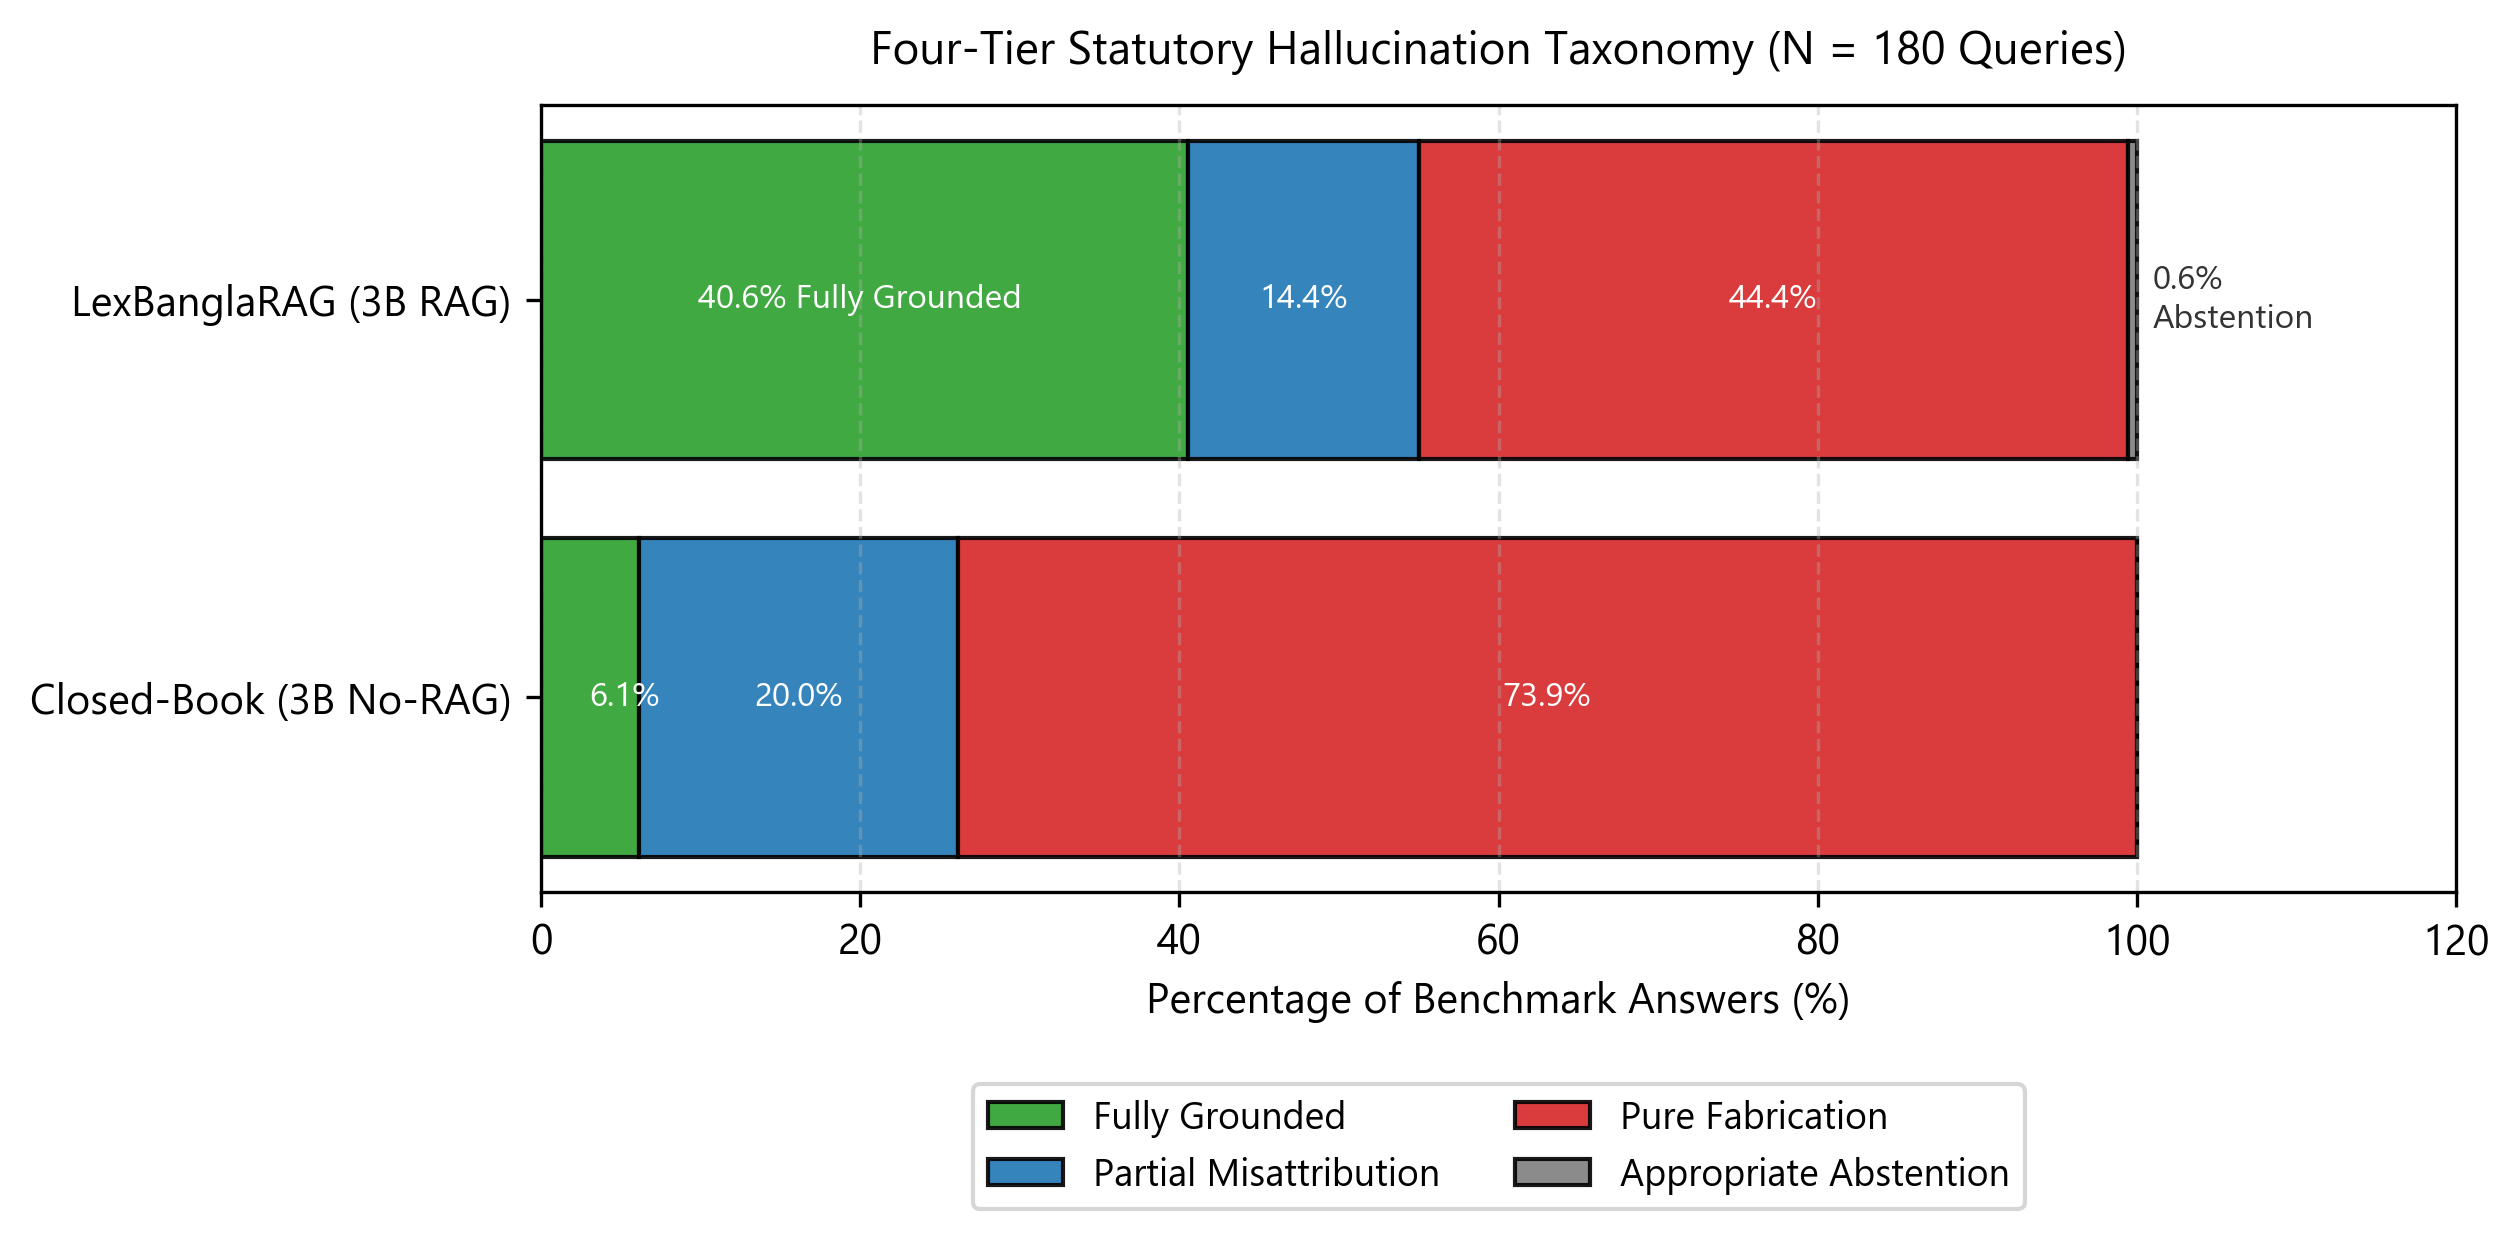 Four-Tier Statutory Hallucination Taxonomy (N = 180 Queries)
LexBanglaRAG (3B RAG)
40.6% Fully Grounded
14.4%
44.4%
0.6%
Abstention
Closed-Book (3B No-RAG)
6.1%
20.0%
73.9%
0
20
40
60
80
100
120
Percentage of Benchmark Answers (%)
Fully Grounded
Partial Misattribution
Pure Fabrication
Appropriate Abstention